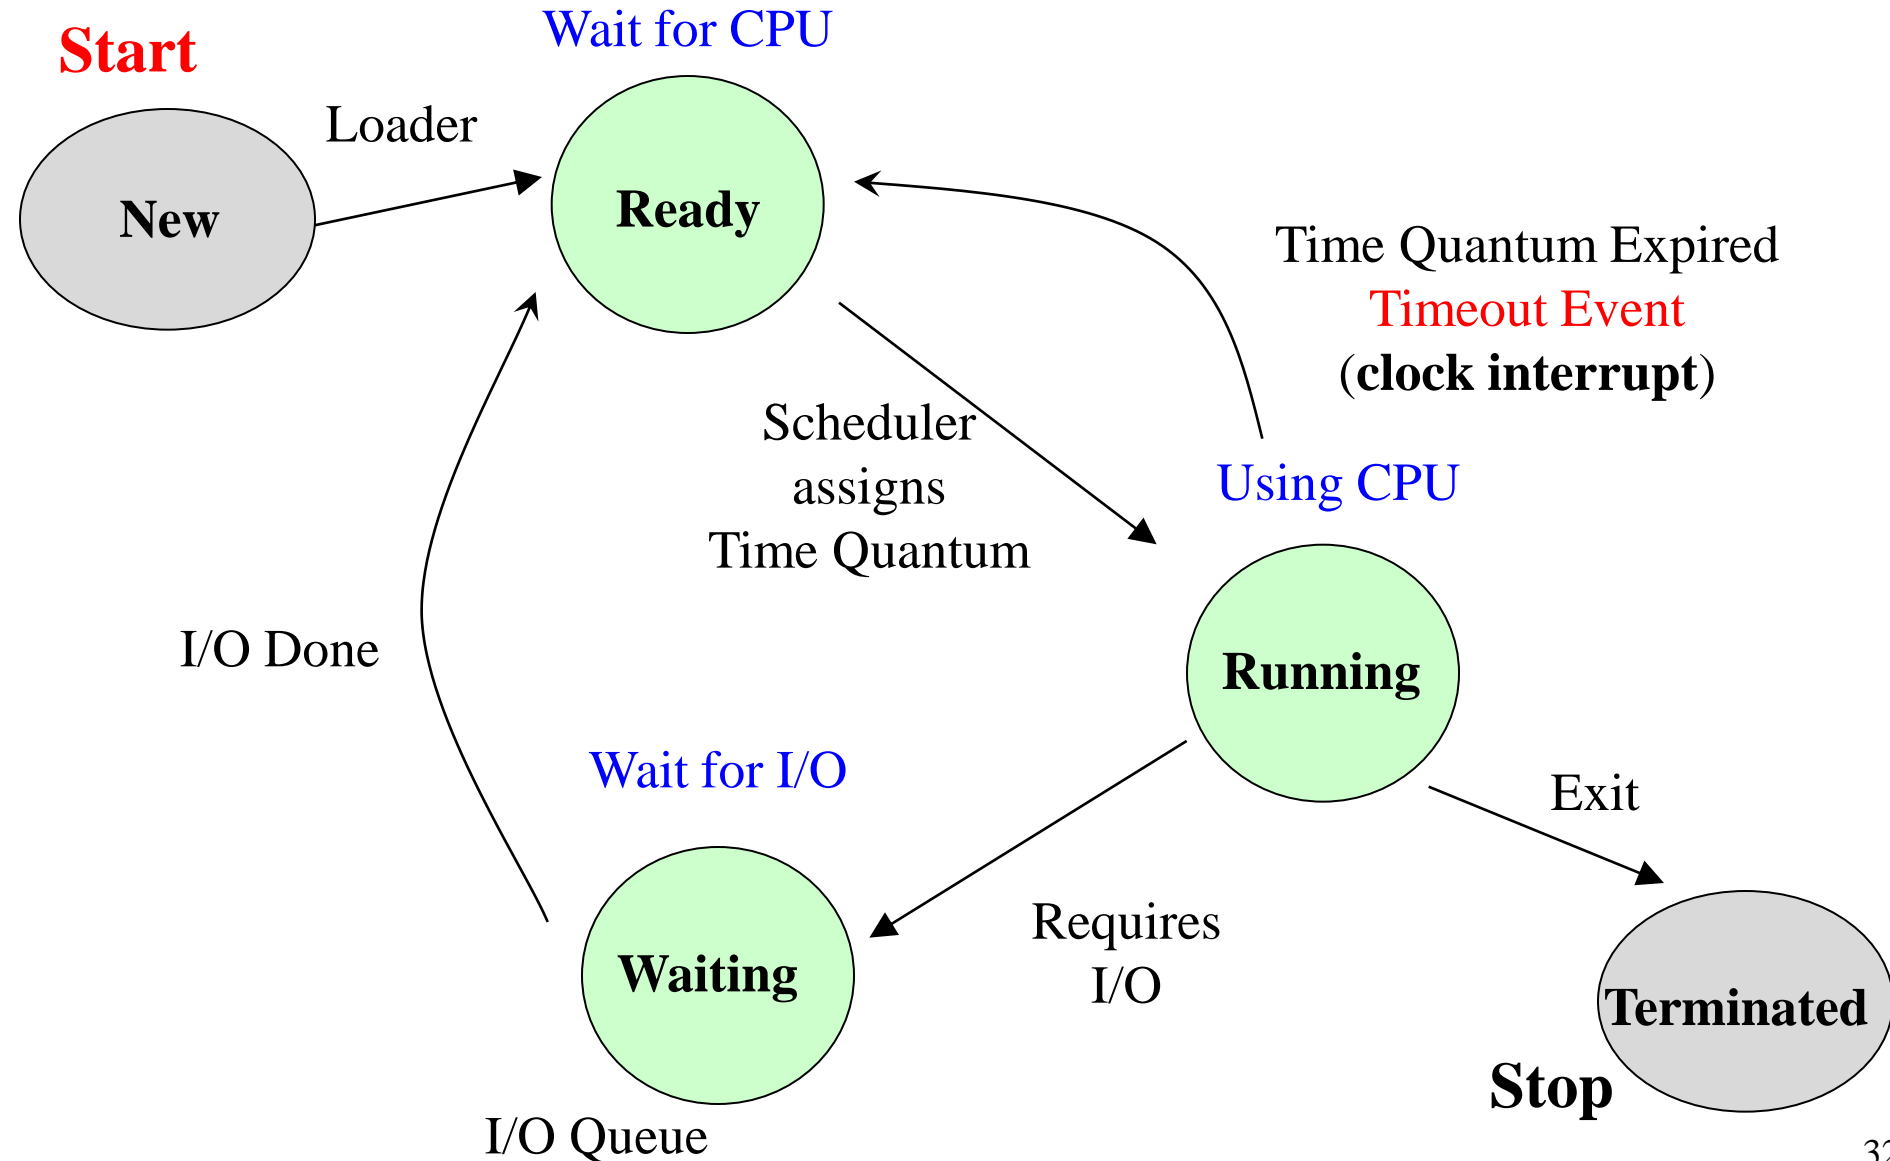 Start
Wait for CPU
Loader
New
Ready
Time Quantum Expired
Timeout Event
(clock interrupt)
Scheduler
assigns
Time Quantum
Using CPU
I/O Done
Running
Wait for I/O
Exit
Requires
I/O
Waiting
Terminated
Stop
I/O Queue
32